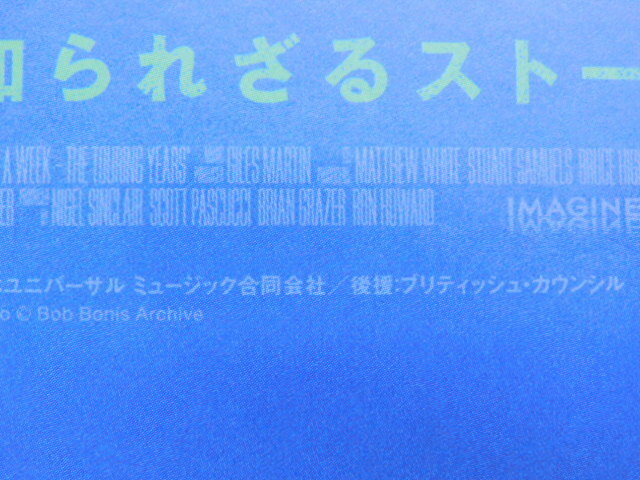 知られざるストー
A WEEK - THE TOURING YEARS" GILES MARTIN MATTHEW WHITE STUART SAMUELS BRUCE
NIGEL SINCLAIR SCOTT PASCUCCI BRIAN GRAZER RON HOWARD IMAGINE
ユニバーサル ミュージック合同会社／後援:ブリティッシュ・カウンシル
o © Bob Bonis Archive